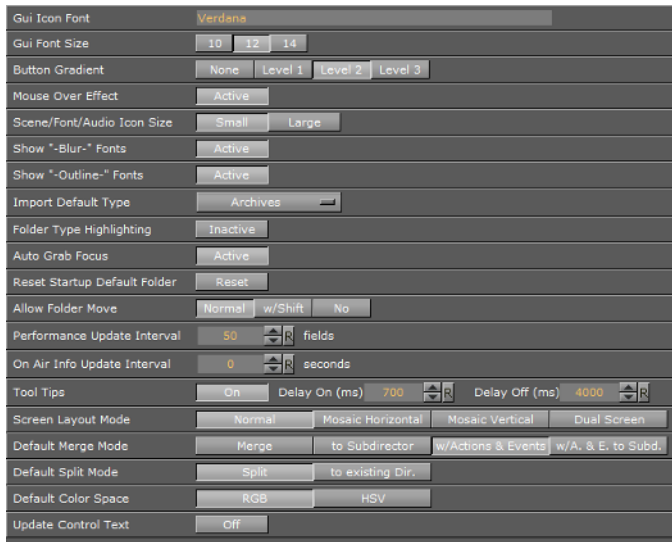 Gui Icon Font Verdana
Gui Font Size 10 12 14
Button Gradient None Level 1 Level 2 Level 3
Mouse Over Effect Active
Scene/Font/Audio Icon Size Small Large
Show "-Blur-" Fonts Active
Show "-Outline-" Fonts Active
Import Default Type Archives
Folder Type Highlighting Inactive
Auto Grab Focus Active
Reset Startup Default Folder Reset
Allow Folder Move Normal w/Shift No
Performance Update Interval 50 R fields
On Air Info Update Interval 0 R seconds
Tool Tips On Delay On (ms) 700 R Delay Off (ms) 4000 R
Screen Layout Mode Normal Mosaic Horizontal Mosaic Vertical Dual Screen
Default Merge Mode Merge to Subdirector w/Actions & Events w/A. & E. to Subd.
Default Split Mode Split to existing Dir.
Default Color Space RGB HSV
Update Control Text Off